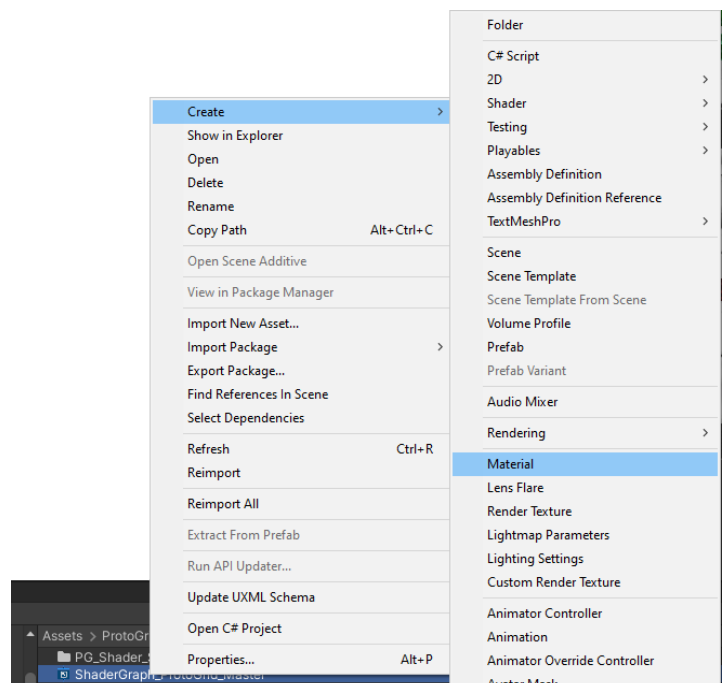 Create
Show in Explorer
Open
Delete
Rename
Copy Path Alt+Ctrl+C
Open Scene Additive
View in Package Manager
Import New Asset...
Import Package
Export Package...
Find References In Scene
Select Dependencies
Refresh Ctrl+R
Reimport
Reimport All
Extract From Prefab
Run API Updater...
Update UXML Schema
Open C# Project
Properties... Alt+P
Folder
C# Script
2D
Shader
Testing
Playables
Assembly Definition
Assembly Definition Reference
TextMeshPro
Scene
Scene Template
Scene Template From Scene
Volume Profile
Prefab
Prefab Variant
Audio Mixer
Rendering
Material
Lens Flare
Render Texture
Lightmap Parameters
Lighting Settings
Custom Render Texture
Animator Controller
Animation
Animator Override Controller
Avatar Mask
Assets > ProtoGr
PG_Shader_S
ShaderGraph_ProtoGrid_Master